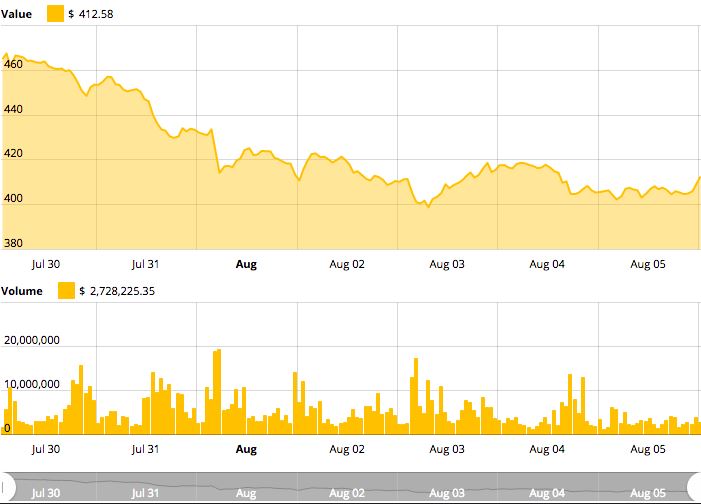 Value $ 412.58
460
440
420
400
380
Jul 30 Jul 31 Aug Aug 02 Aug 03 Aug 04 Aug 05
Volume $ 2,728,225.35
20,000,000
10,000,000
0
Jul 30 Jul 31 Aug Aug 02 Aug 03 Aug 04 Aug 05
Jul 30 Jul 31 Aug Aug 02 Aug 03 Aug 04 Aug 05